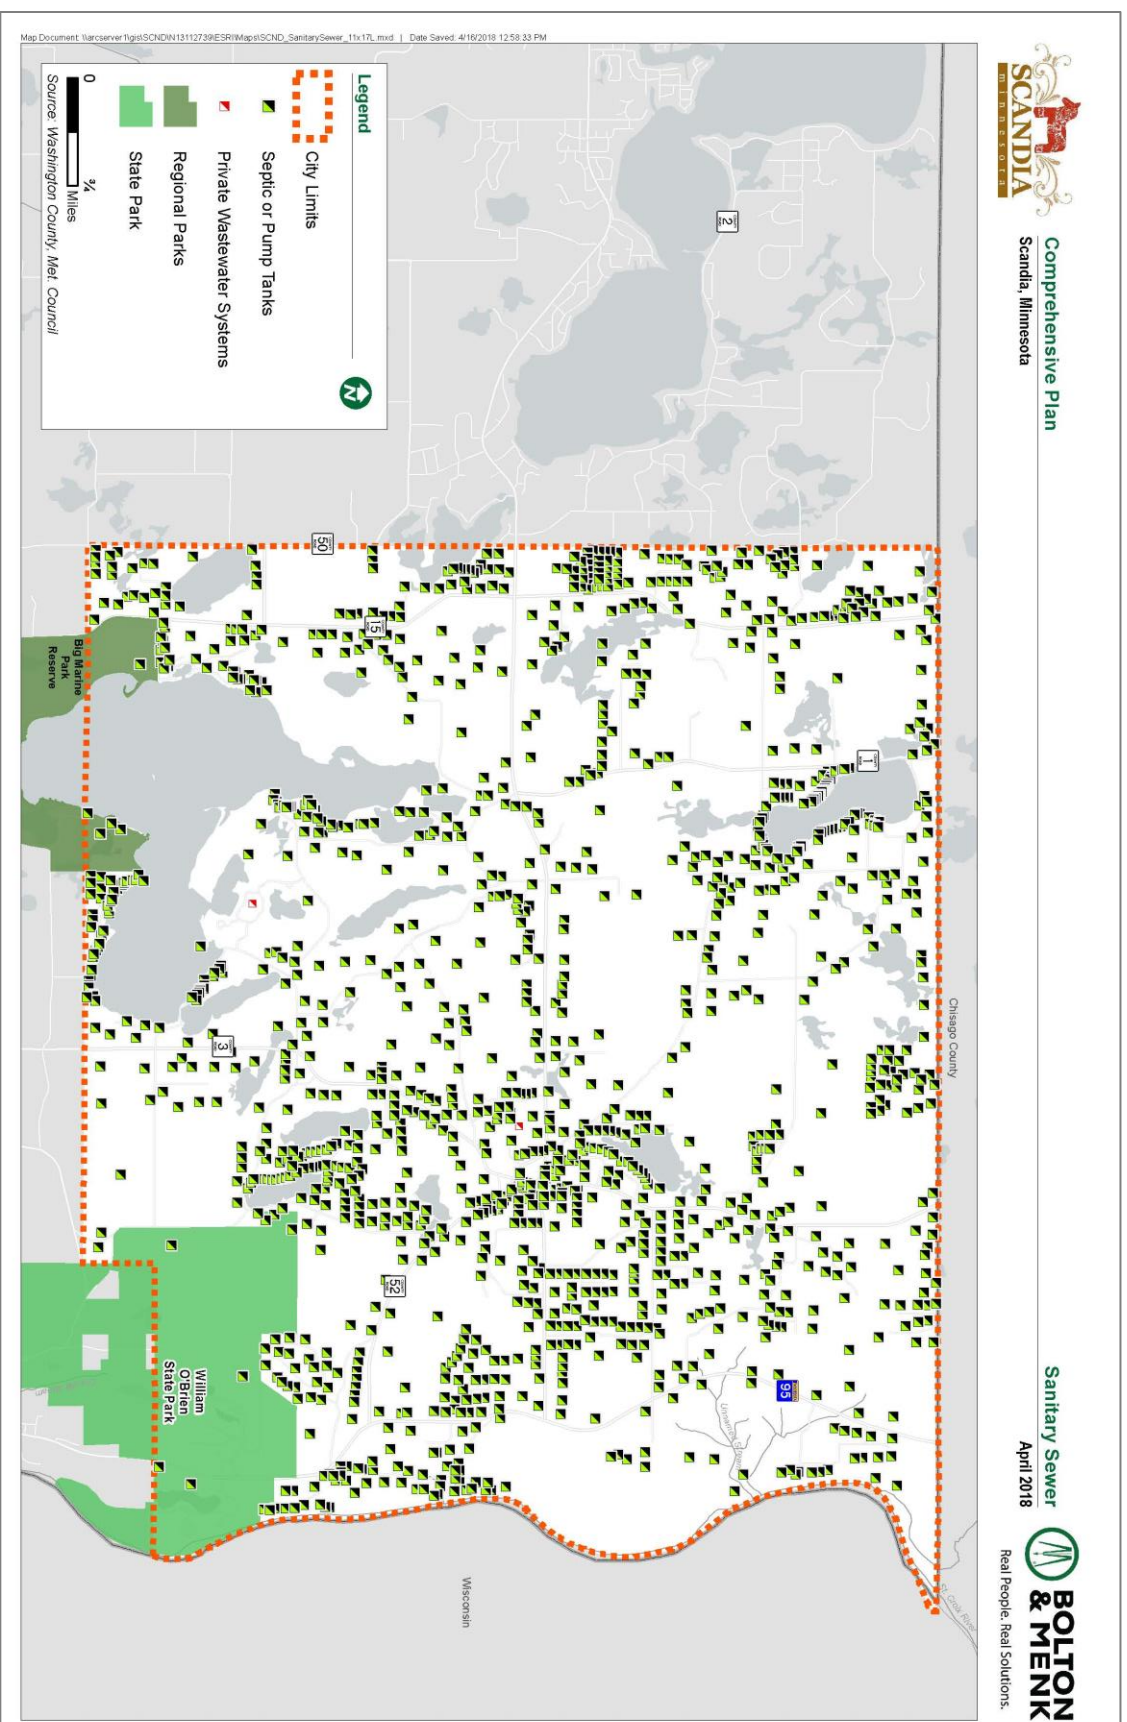 SCANDIA
minnesota
Comprehensive Plan
Scandia, Minnesota
Sanitary Sewer
April 2018
BOLTON
& MENK
Real People. Real Solutions.
Chisago County
St. Croix River
2
1
95
50
15
3
52
Wisconsin
Big Marine
Park
Reserve
William
O'Brien
State Park
Legend
N
City Limits
Septic or Pump Tanks
Private Wastewater Systems
Regional Parks
State Park
0 ¾
Miles
Source: Washington County, Met. Council
Map Document: \\arcserver1\gis\SCND\N13112739\ESRI\Maps\SCND_SanitarySewer_11x17L.mxd | Date Saved: 4/16/2018 12:58:33 PM